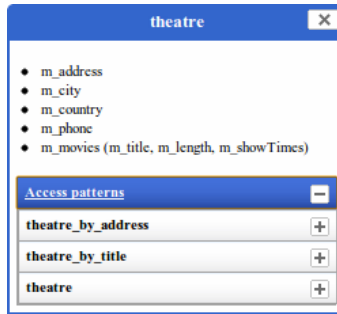 theatre
m_address
m_city
m_country
m_phone
m_movies (m_title, m_length, m_showTimes)
Access patterns
theatre_by_address
theatre_by_title
theatre